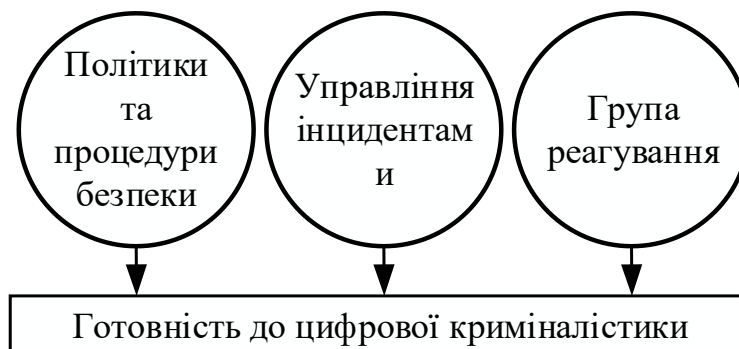 Політики
та
процедури
безпеки
Управління
інцидентам
и
Група
реагування
Готовність до цифрової криміналістики